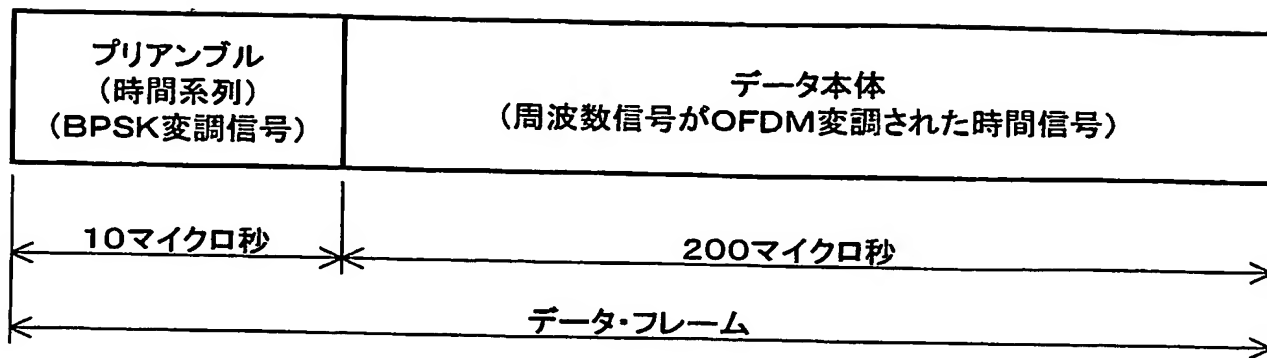 プリアンブル
(時間系列)
(BPSK変調信号)
データ本体
(周波数信号がOFDM変調された時間信号)
10マイクロ秒
200マイクロ秒
データ・フレーム